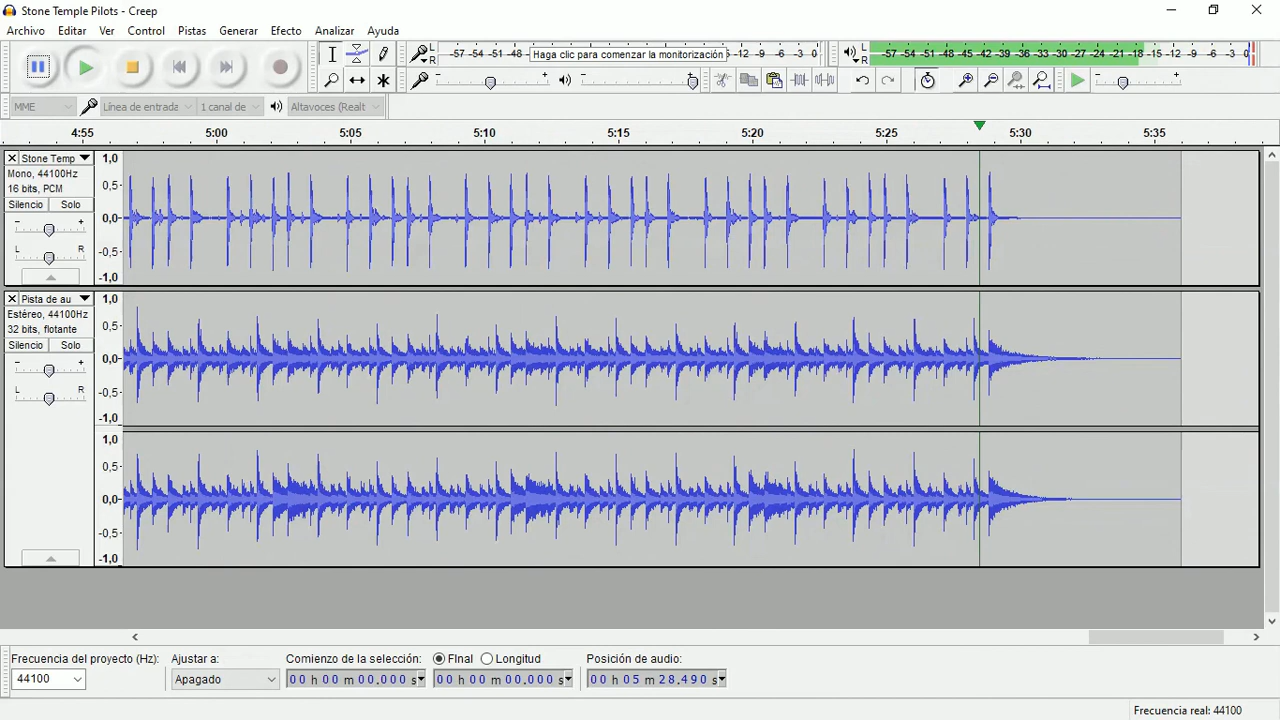 Stone Temple Pilots - Creep
Archivo Editar Ver Control Pistas Generar Efecto Analizar Ayuda
L R -57 -54 -51 -48 Haga clic para comenzar la monitorización -12 -9 -6 -3 0 L R -57 -54 -51 -48 -45 -42 -39 -36 -33 -30 -27 -24 -21 -18 -15 -12 -9 -6 -3 0
- + - + - +
MME Línea de entrada 1 canal de Altavoces (Realt
4:55 5:00 5:05 5:10 5:15 5:20 5:25 5:30 5:35
Stone Temp
Mono, 44100Hz
16 bits, PCM
Silencio Solo
- +
L R
1,0
0,5
0,0
-0,5
-1,0
Pista de au
Estéreo, 44100Hz
32 bits, flotante
Silencio Solo
- +
L R
1,0
0,5
0,0
-0,5
-1,0
1,0
0,5
0,0
-0,5
-1,0
Frecuencia del proyecto (Hz): Ajustar a: Comienzo de la selección: FInal Longitud Posición de audio:
44100 Apagado 00 h 00 m 00.000 s 00 h 00 m 00.000 s 00 h 05 m 28.490 s
Frecuencia real: 44100